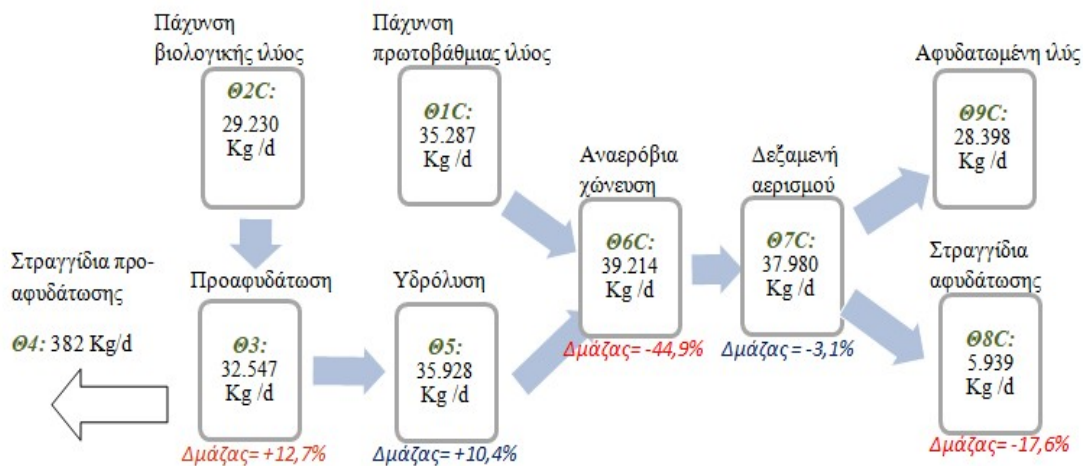 Πάχυνση
βιολογικής ιλύος
Θ2C:
29.230
Kg /d
Πάχυνση
πρωτοβάθμιας ιλύος
Θ1C:
35.287
Kg /d
Αφυδατωμένη ιλύς
Θ9C:
28.398
Kg /d
Αναερόβια
χώνευση
Θ6C:
39.214
Kg /d
Δμάζας= -44,9%
Δεξαμενή
αερισμού
Θ7C:
37.980
Kg /d
Δμάζας= -3,1%
Στραγγίδια προ-
αφυδάτωσης
Θ4: 382 Kg/d
Προαφυδάτωση
Θ3:
32.547
Kg /d
Δμάζας= +12,7%
Υδρόλυση
Θ5:
35.928
Kg /d
Δμάζας= +10,4%
Στραγγίδια
αφυδάτωσης
Θ8C:
5.939
Kg /d
Δμάζας= -17,6%